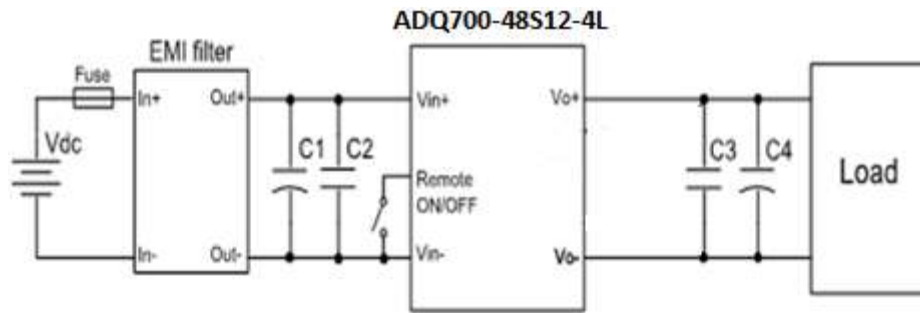 ADQ700-48S12-4L
EMI filter
Fuse
In+
Out+
Vin+
Vo+
Vdc
C1
C2
C3
C4
Remote
ON/OFF
Load
In-
Out-
Vin-
Vo-